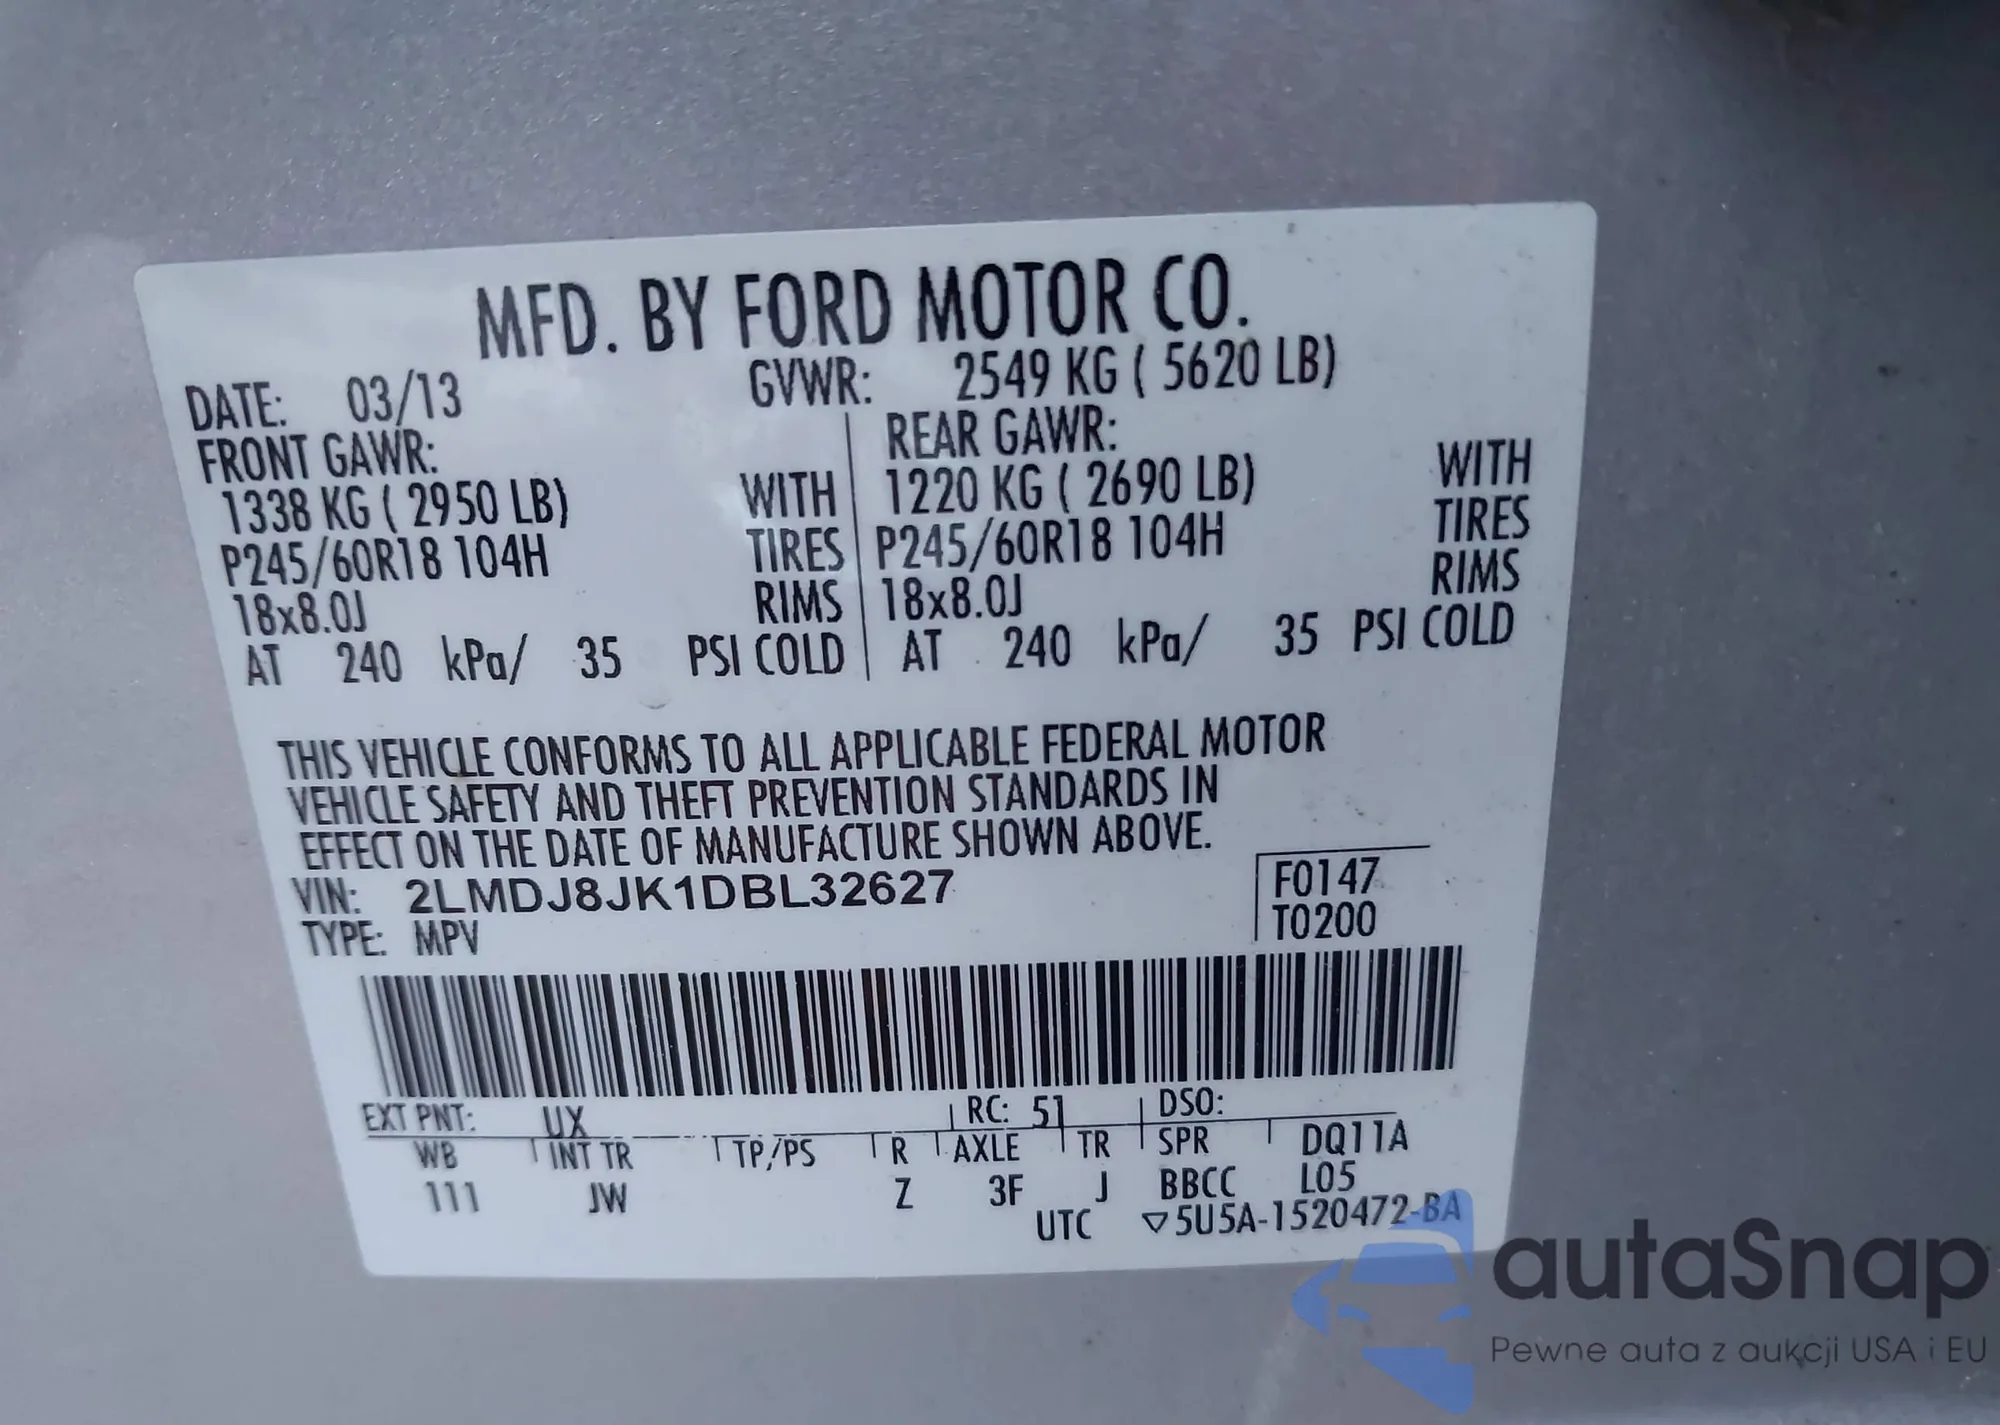 MFD. BY FORD MOTOR CO.
DATE: 03/13 GVWR: 2549 KG ( 5620 LB)
FRONT GAWR: REAR GAWR:
1338 KG ( 2950 LB) WITH 1220 KG ( 2690 LB) WITH
P245/60R18 104H TIRES P245/60R18 104H TIRES
18x8.0J RIMS 18x8.0J RIMS
AT 240 kPa/ 35 PSI COLD AT 240 kPa/ 35 PSI COLD
THIS VEHICLE CONFORMS TO ALL APPLICABLE FEDERAL MOTOR
VEHICLE SAFETY AND THEFT PREVENTION STANDARDS IN
EFFECT ON THE DATE OF MANUFACTURE SHOWN ABOVE.
VIN: 2LMDJ8JK1DBL32627 F0147
TYPE: MPV T0200
EXT PNT: UX RC: 51 DSO:
WB INT TR TP/PS R AXLE TR SPR DQ11A
111 JW Z 3F J BBCC L05
UTC ▽5U5A-1520472-BA
autaSnap
Pewne auta z aukcji USA i EU